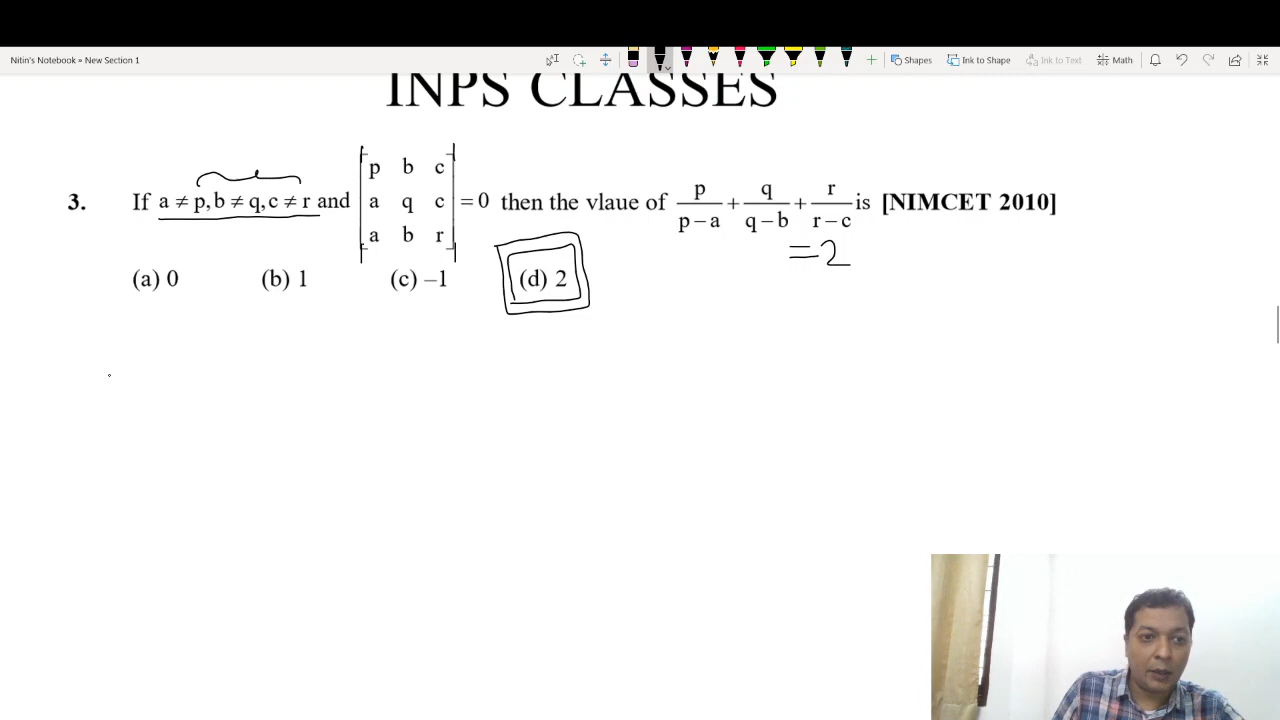 Nitin's Notebook » New Section 1
Shapes Ink to Shape Ink to Text Math
INPS CLASSES
3. If a ≠ p, b ≠ q, c ≠ r and |p b c; a q c; a b r| = 0 then the vlaue of p/(p−a) + q/(q−b) + r/(r−c) is [NIMCET 2010]
=2
(a) 0 (b) 1 (c) –1 (d) 2